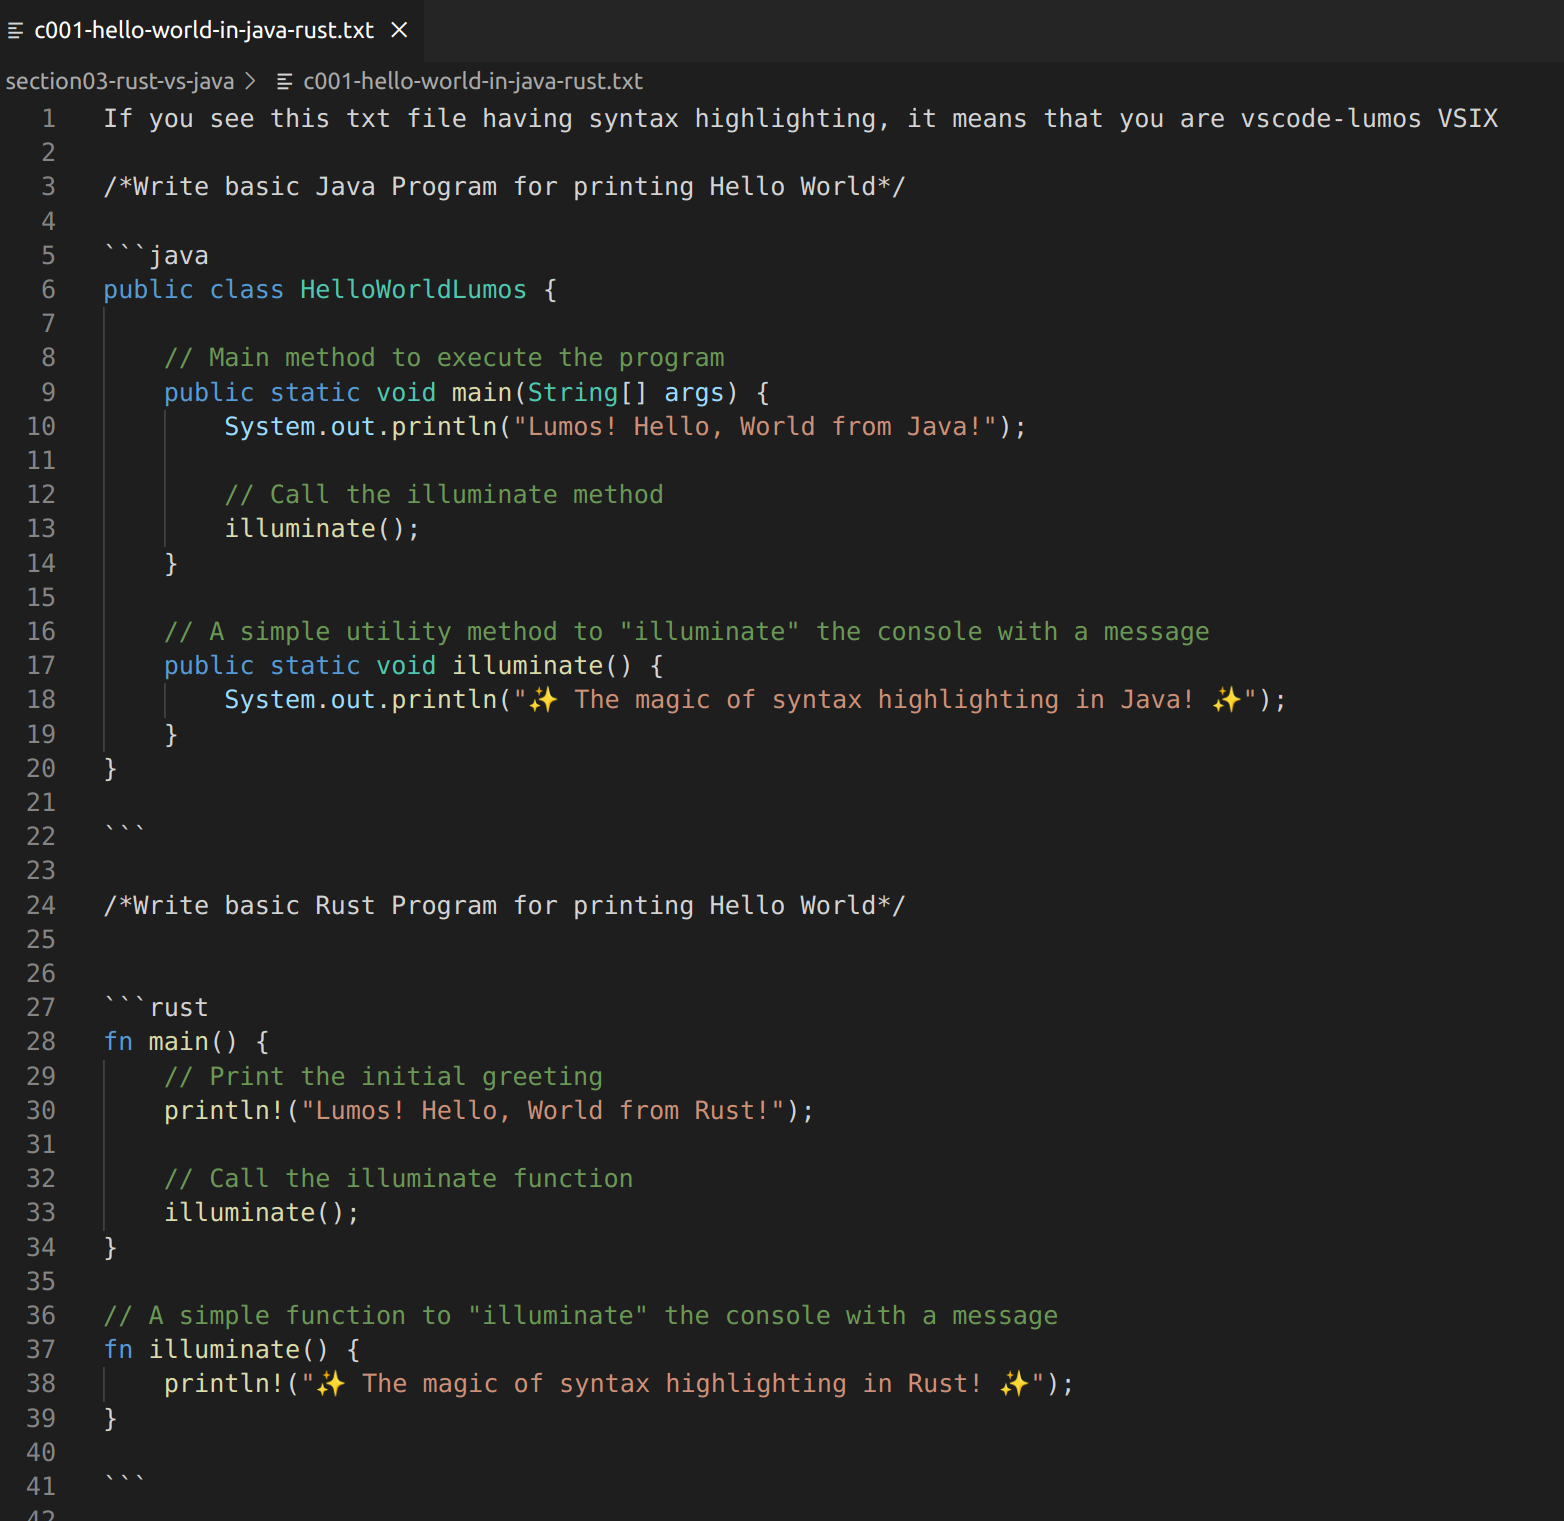 c001-hello-world-in-java-rust.txt
section03-rust-vs-java > c001-hello-world-in-java-rust.txt
1 If you see this txt file having syntax highlighting, it means that you are vscode-lumos VSIX
2
3 /*Write basic Java Program for printing Hello World*/
4
5 ```java
6 public class HelloWorldLumos {
7
8     // Main method to execute the program
9     public static void main(String[] args) {
10         System.out.println("Lumos! Hello, World from Java!");
11
12         // Call the illuminate method
13         illuminate();
14     }
15
16     // A simple utility method to "illuminate" the console with a message
17     public static void illuminate() {
18         System.out.println("✨ The magic of syntax highlighting in Java! ✨");
19     }
20 }
21
22 ```
23
24 /*Write basic Rust Program for printing Hello World*/
25
26
27 ```rust
28 fn main() {
29     // Print the initial greeting
30     println!("Lumos! Hello, World from Rust!");
31
32     // Call the illuminate function
33     illuminate();
34 }
35
36 // A simple function to "illuminate" the console with a message
37 fn illuminate() {
38     println!("✨ The magic of syntax highlighting in Rust! ✨");
39 }
40
41 ```
42